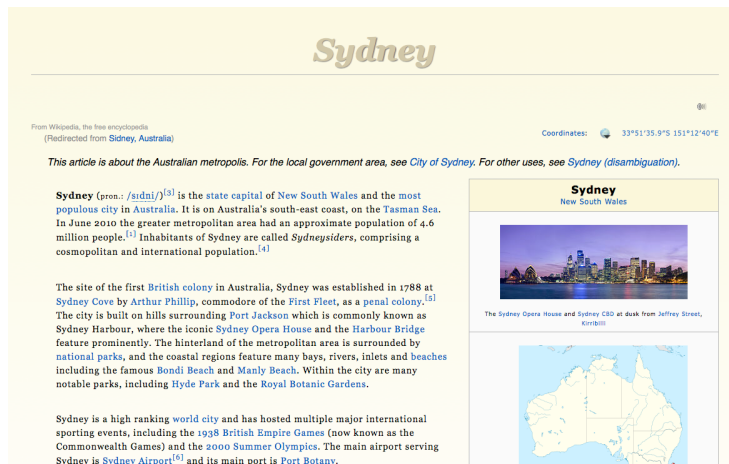 Sydney
From Wikipedia, the free encyclopedia
(Redirected from Sidney, Australia)
Coordinates: 33°51′35.9″S 151°12′40″E
This article is about the Australian metropolis. For the local government area, see City of Sydney. For other uses, see Sydney (disambiguation).
Sydney (pron.: /sɪdni/)[3] is the state capital of New South Wales and the most
populous city in Australia. It is on Australia's south-east coast, on the Tasman Sea.
In June 2010 the greater metropolitan area had an approximate population of 4.6
million people.[1] Inhabitants of Sydney are called Sydneysiders, comprising a
cosmopolitan and international population.[4]
The site of the first British colony in Australia, Sydney was established in 1788 at
Sydney Cove by Arthur Phillip, commodore of the First Fleet, as a penal colony.[5]
The city is built on hills surrounding Port Jackson which is commonly known as
Sydney Harbour, where the iconic Sydney Opera House and the Harbour Bridge
feature prominently. The hinterland of the metropolitan area is surrounded by
national parks, and the coastal regions feature many bays, rivers, inlets and beaches
including the famous Bondi Beach and Manly Beach. Within the city are many
notable parks, including Hyde Park and the Royal Botanic Gardens.
Sydney is a high ranking world city and has hosted multiple major international
sporting events, including the 1938 British Empire Games (now known as the
Commonwealth Games) and the 2000 Summer Olympics. The main airport serving
Sydney is Sydney Airport[6] and its main port is Port Botany.
Sydney
New South Wales
The Sydney Opera House and Sydney CBD at dusk from Jeffrey Street,
Kirribilli